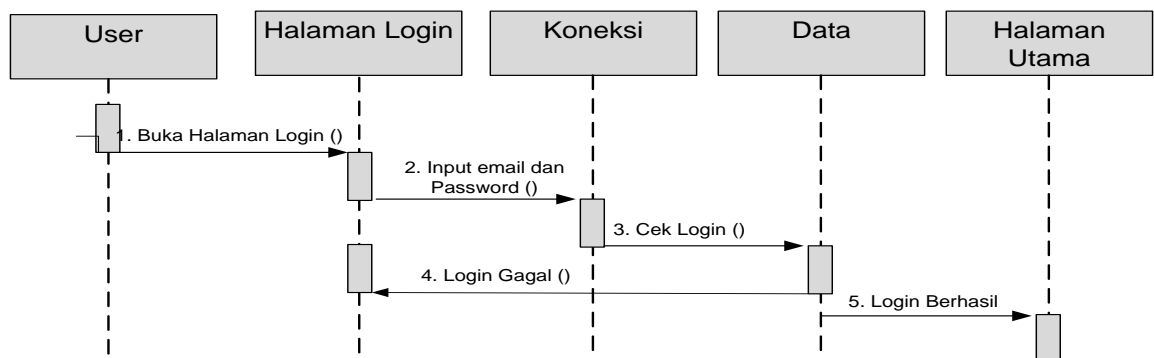 User
Halaman Login
Koneksi
Data
Halaman
Utama
1. Buka Halaman Login ()
2. Input email dan
Password ()
3. Cek Login ()
4. Login Gagal ()
5. Login Berhasil